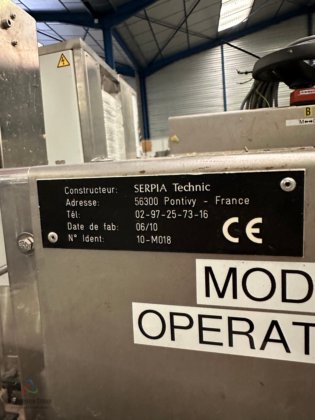 Constructeur: SERPIA Technic
Adresse: 56300 Pontivy - France
Tél: 02-97-25-73-16
Date de fab: 06/10
N° Ident: 10-M018
CE
MOD
OPERAT